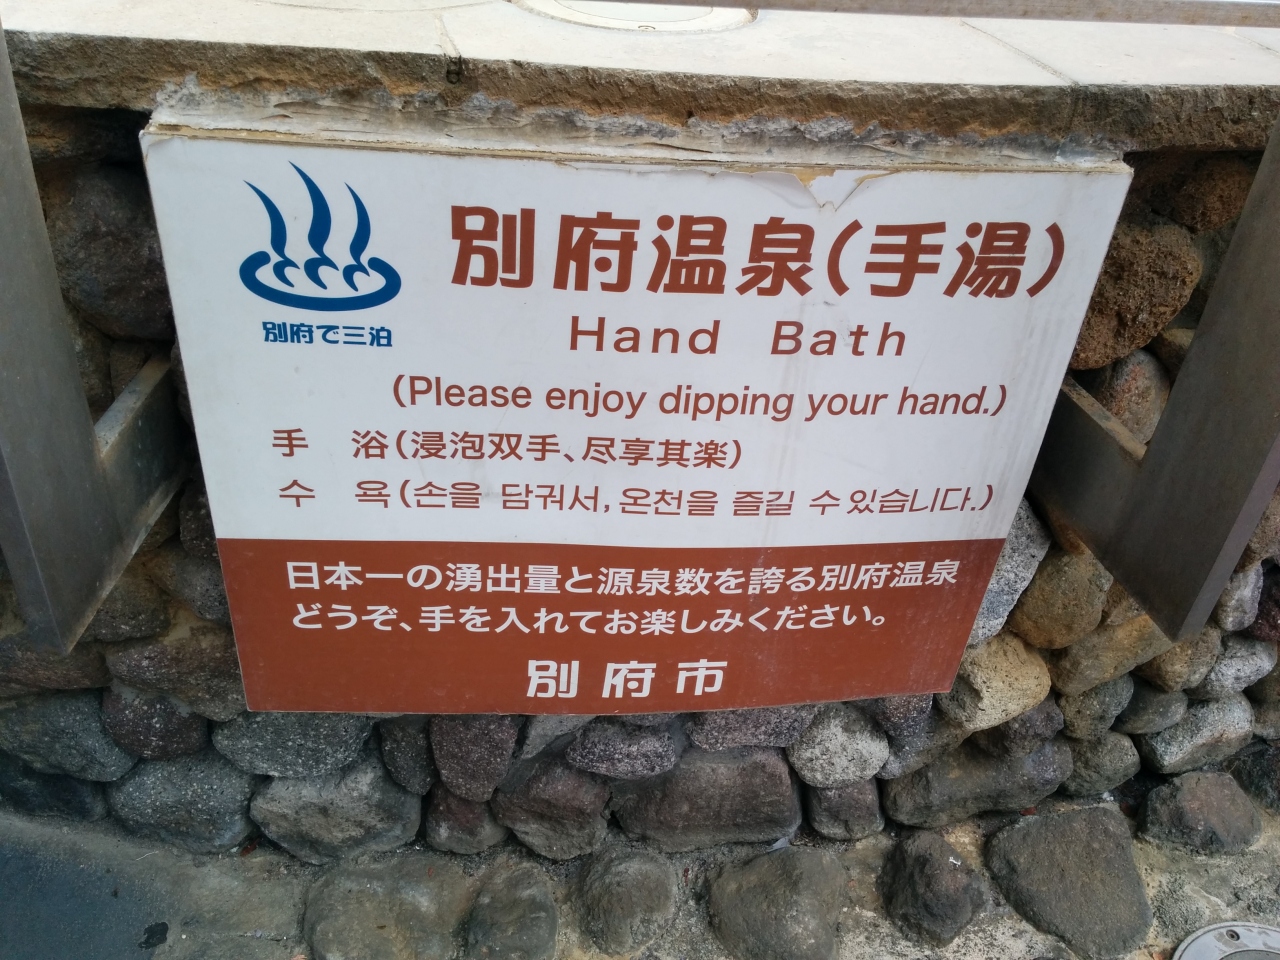 別府温泉(手湯)
別府で三泊
Hand Bath
(Please enjoy dipping your hand.)
手 浴(浸泡双手、尽享其楽)
수 욕(손을 담궈서, 온천을 즐길 수 있습니다.)
日本一の湧出量と源泉数を誇る別府温泉
どうぞ、手を入れてお楽しみください。
別府市